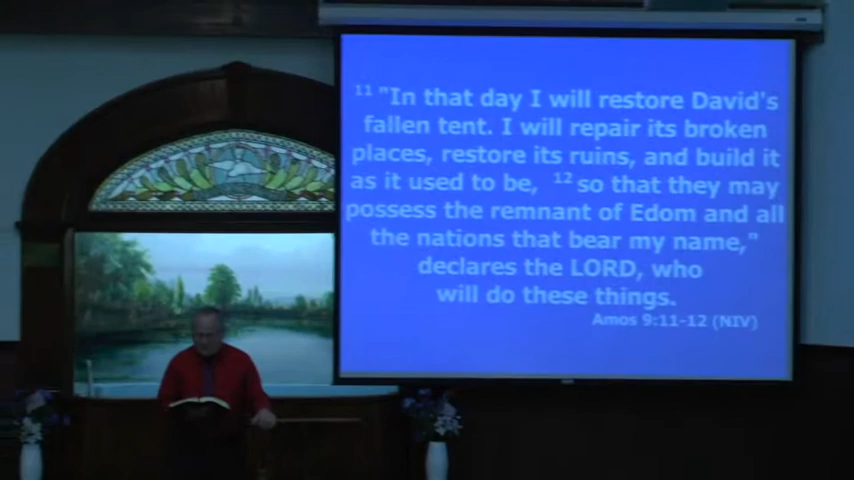 11 "In that day I will restore David's
fallen tent. I will repair its broken
places, restore its ruins, and build it
as it used to be, 12 so that they may
possess the remnant of Edom and all
the nations that bear my name,"
declares the LORD, who
will do these things.
Amos 9:11-12 (NIV)